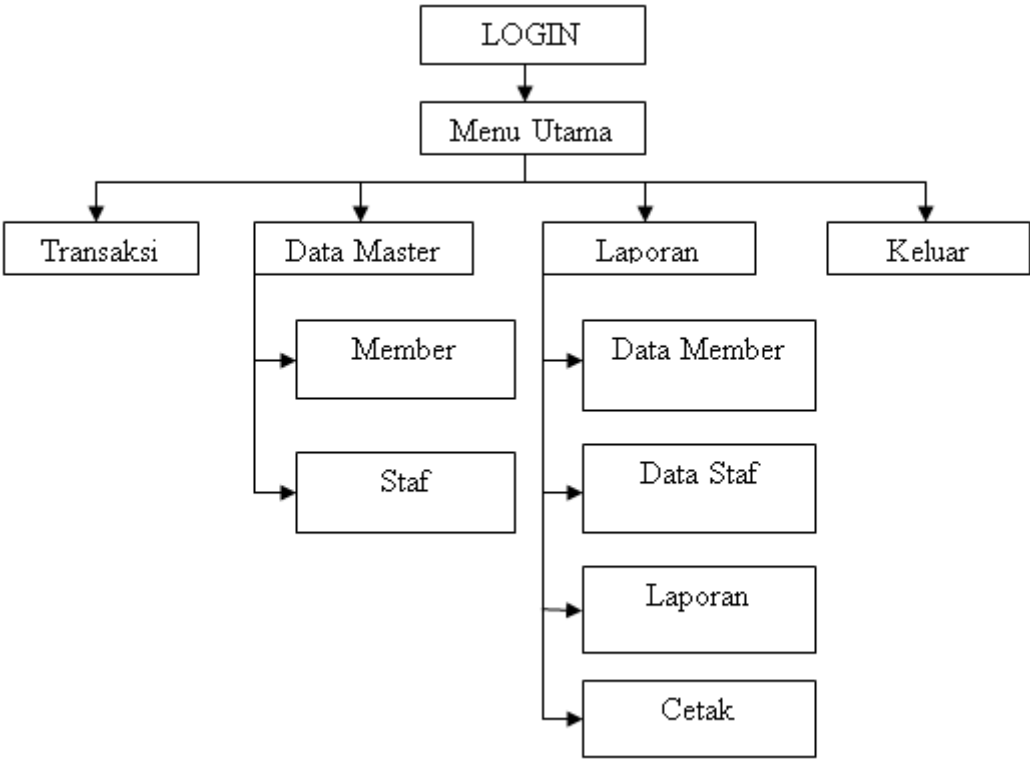 LOGIN
Menu Utama
Transaksi
Data Master
Laporan
Keluar
Member
Data Member
Staf
Data Staf
Laporan
Cetak